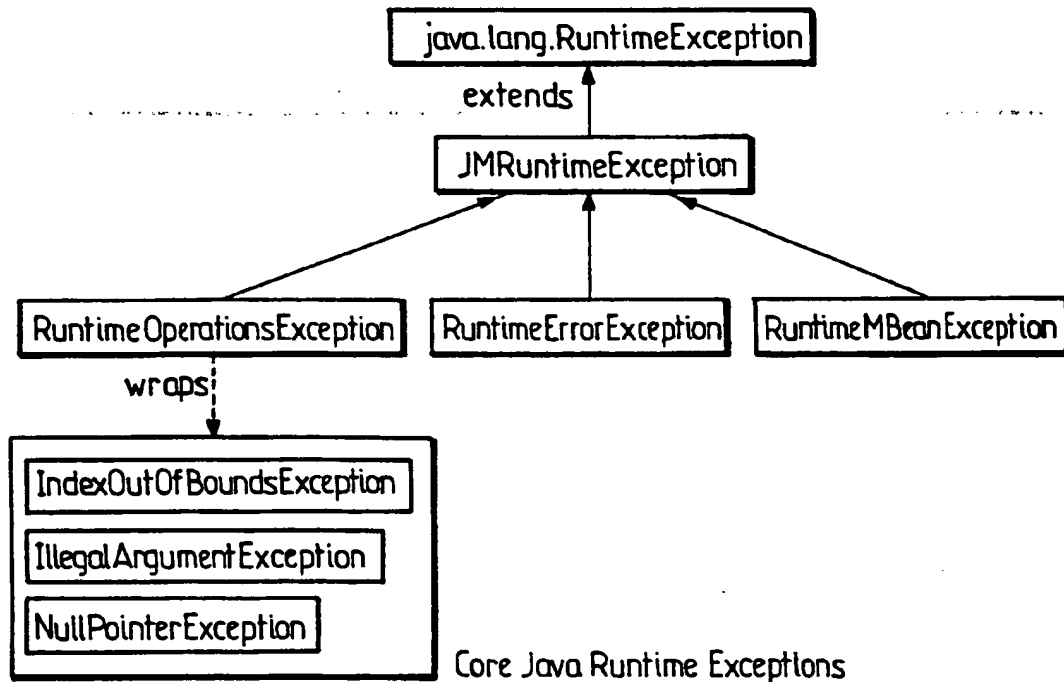 java.lang.RuntimeException
extends
JMRuntimeException
RuntimeOperationsException
RuntimeErrorException
RuntimeMBeanException
wraps
IndexOutOfBoundsException
IllegalArgumentException
NullPointerException
Core Java Runtime Exceptions